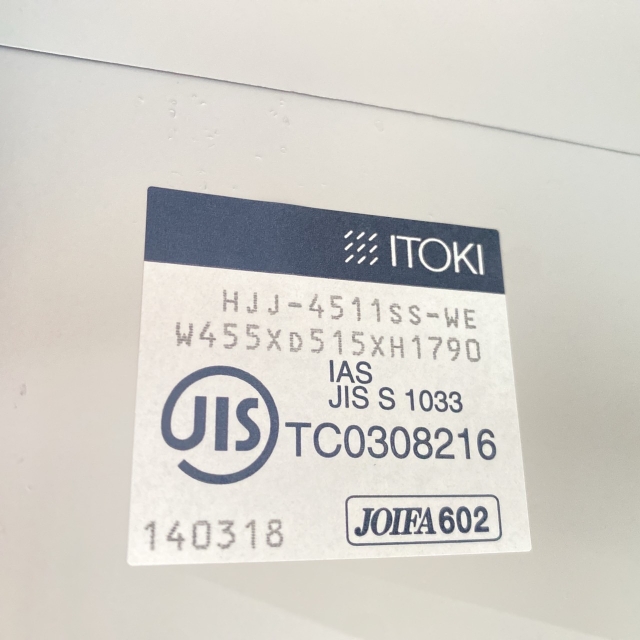 ITOKI
HJJ-4511SS-WE
W455XD515XH1790
IAS
JIS S 1033
JIS
TC0308216
140318
JOIFA602